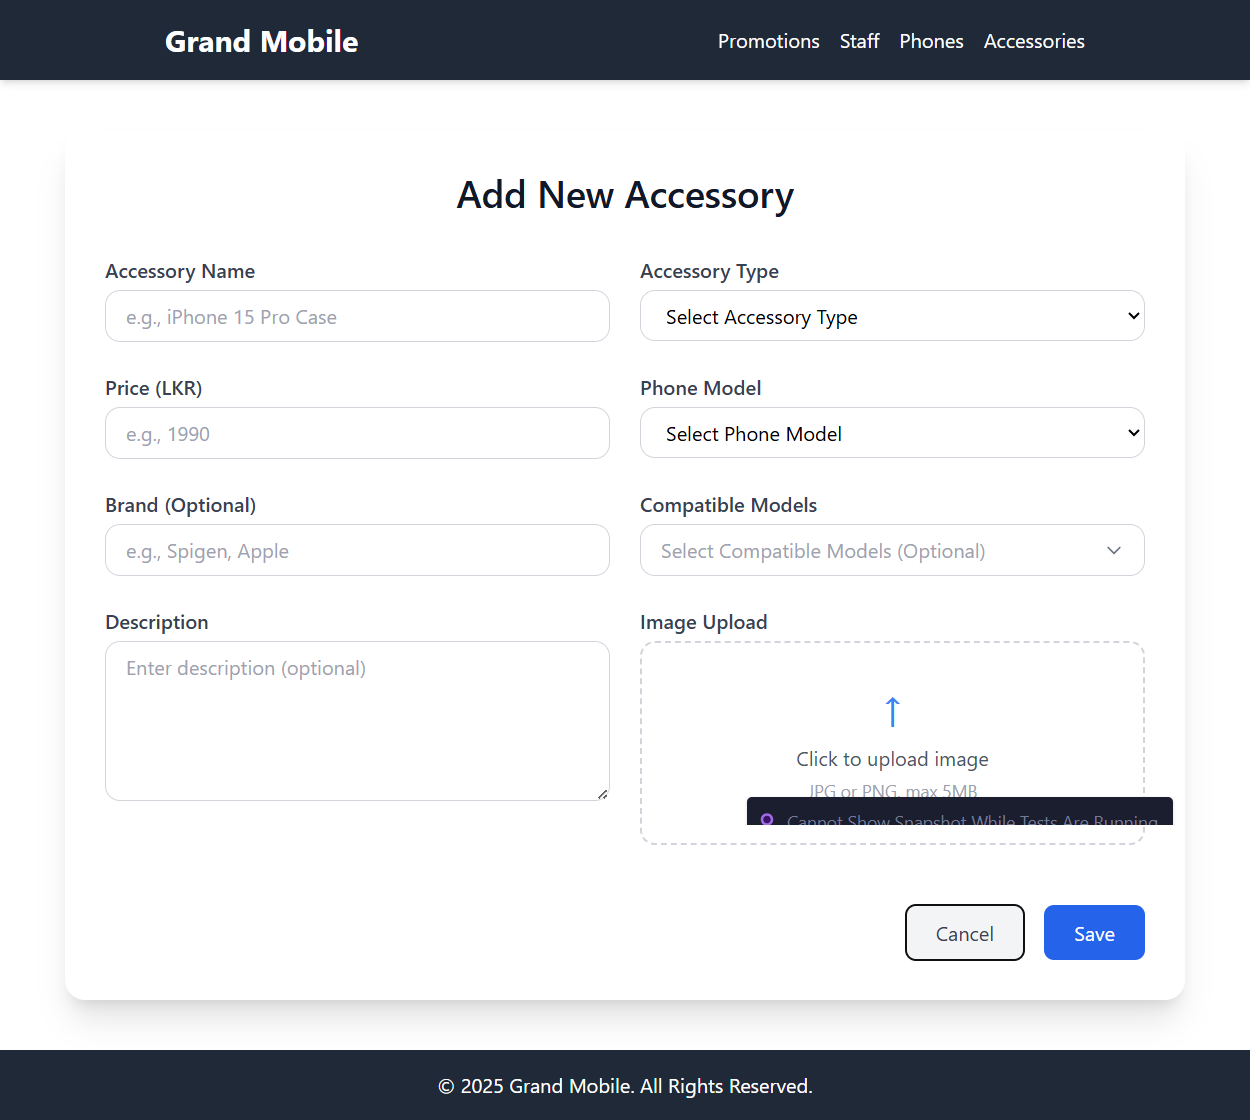 Grand Mobile
Promotions Staff Phones Accessories
Add New Accessory
Accessory Name
e.g., iPhone 15 Pro Case
Accessory Type
Select Accessory Type
Price (LKR)
e.g., 1990
Phone Model
Select Phone Model
Brand (Optional)
e.g., Spigen, Apple
Compatible Models
Select Compatible Models (Optional)
Description
Enter description (optional)
Image Upload
Click to upload image
JPG or PNG, max 5MB
Cannot Show Snapshot While Tests Are Running
Cancel
Save
© 2025 Grand Mobile. All Rights Reserved.